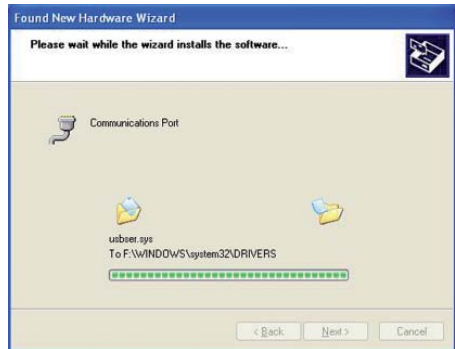 Found New Hardware Wizard
Please wait while the wizard installs the software...
Communications Port
usbser.sys
To F:\WINDOWS\system32\DRIVERS
< Back Next > Cancel